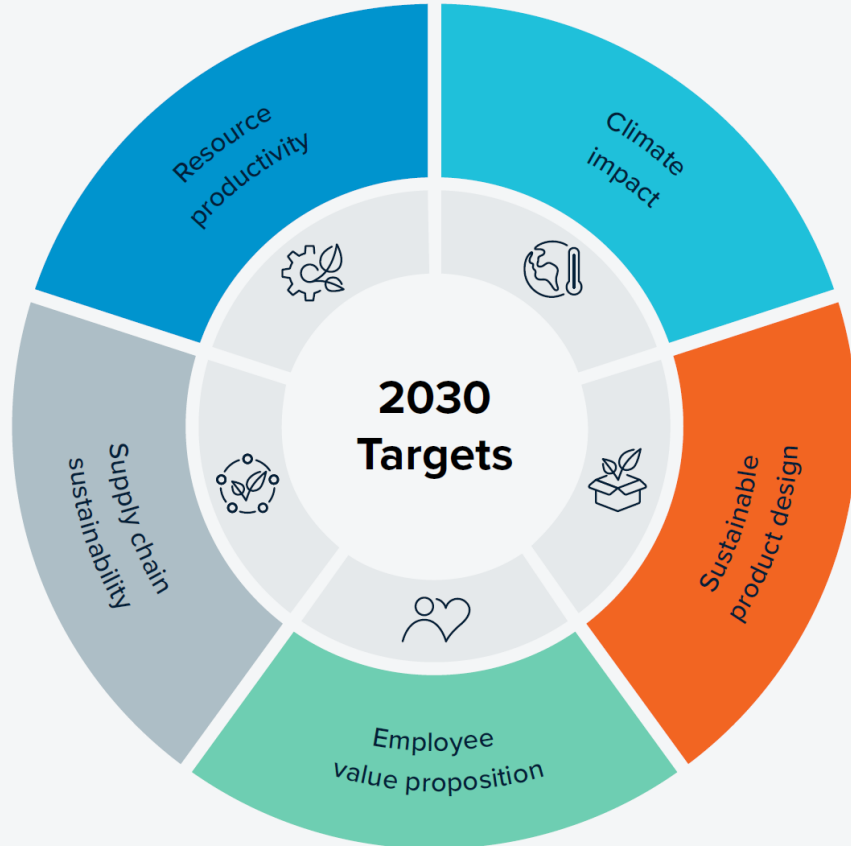 Resource
productivity
Climate
impact
2030
Targets
Supply chain
sustainability
Sustainable
product design
Employee
value proposition